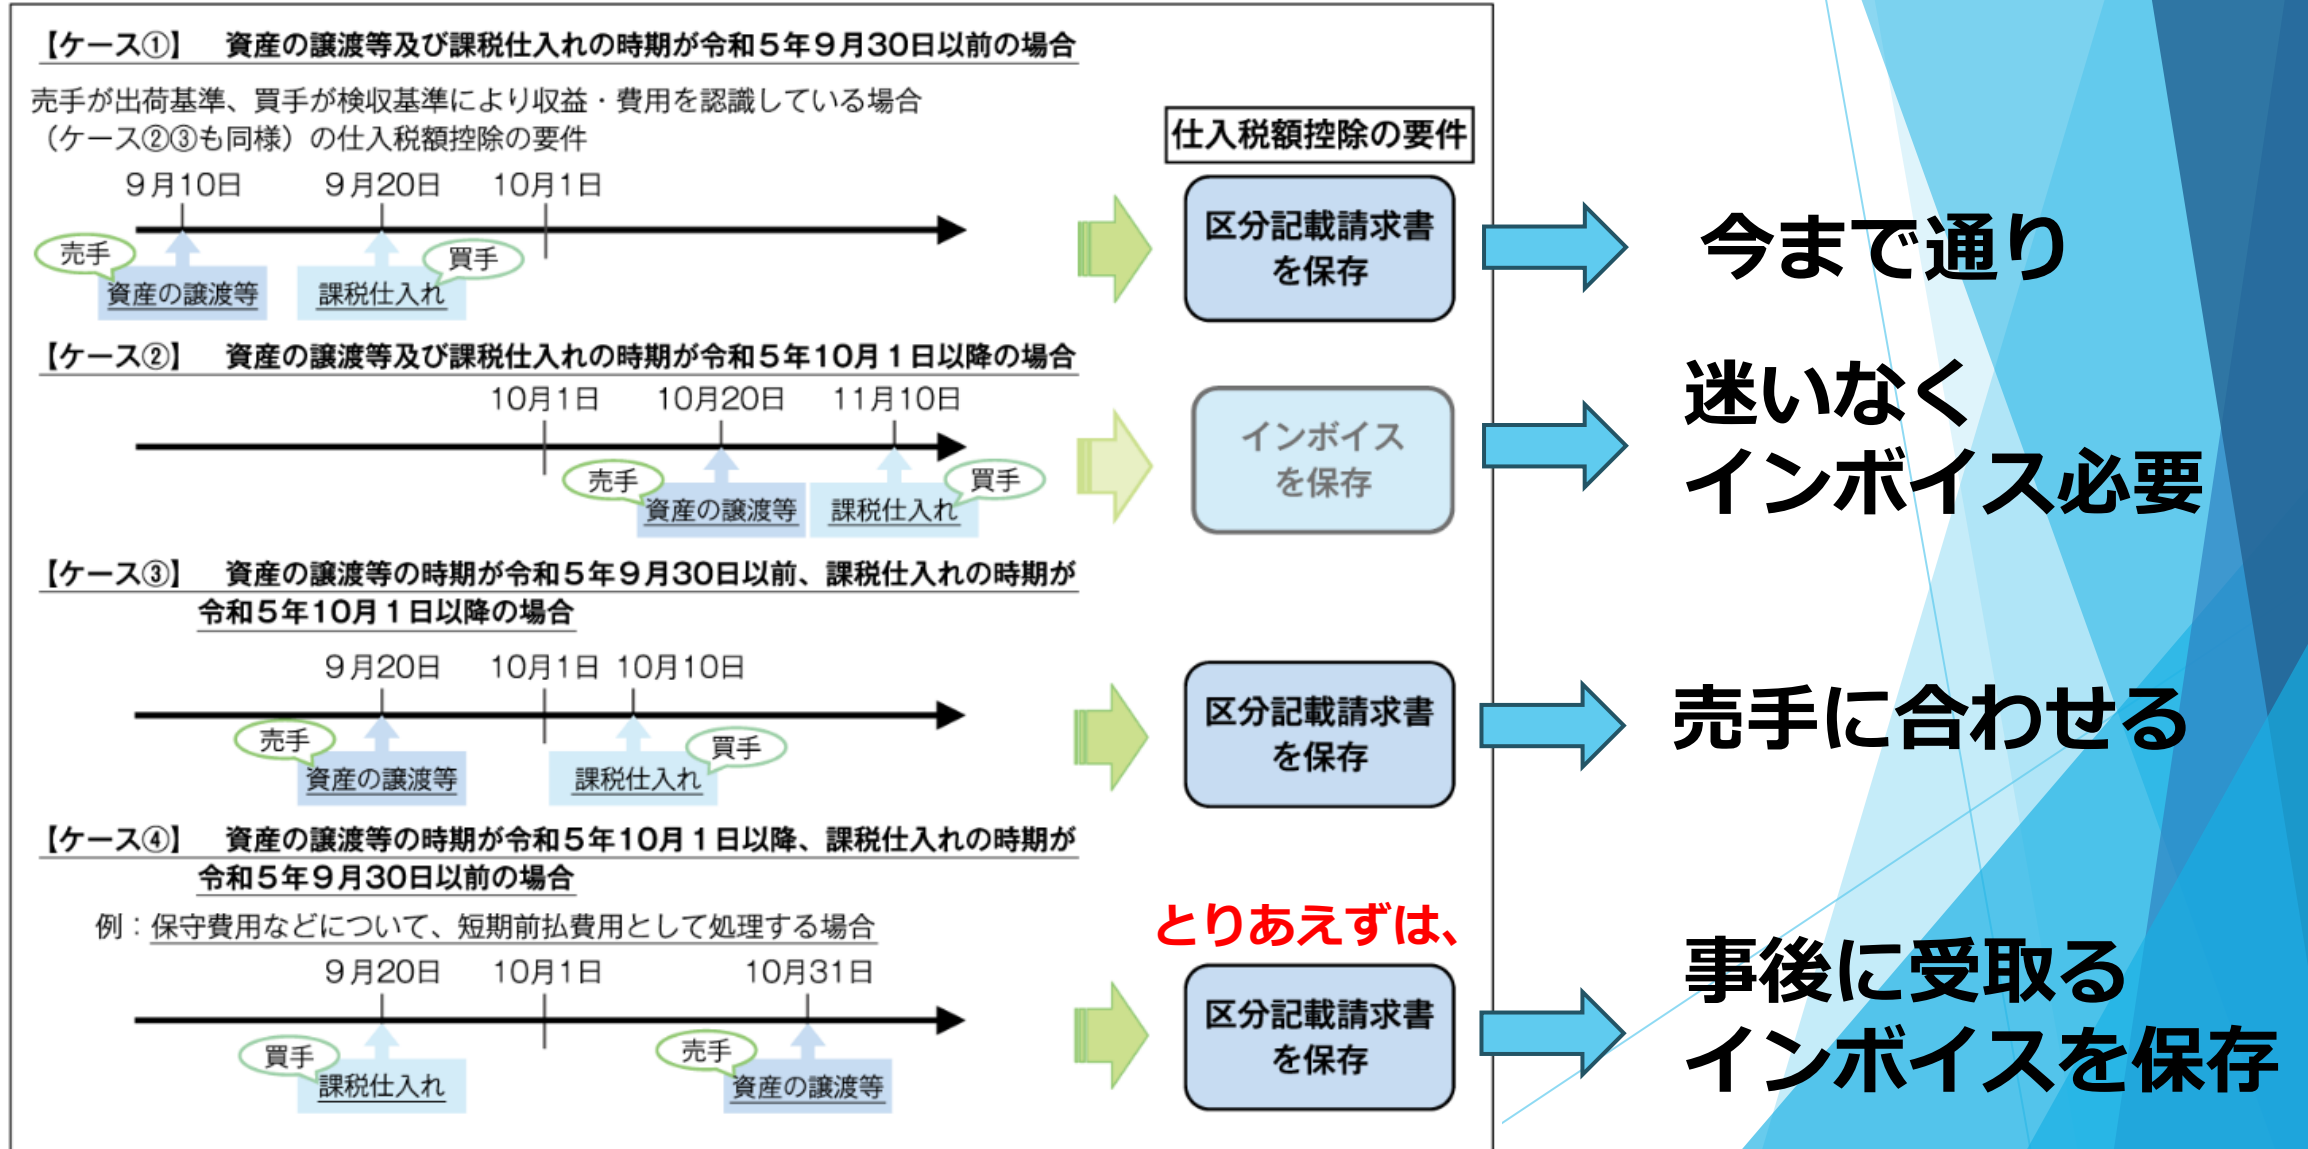 【ケース①】　資産の譲渡等及び課税仕入れの時期が令和５年９月30日以前の場合
売手が出荷基準、買手が検収基準により収益・費用を認識している場合
（ケース②③も同様）の仕入税額控除の要件
仕入税額控除の要件
９月10日　９月20日　10月１日
売手
買手
資産の譲渡等　課税仕入れ
区分記載請求書
を保存
今まで通り
【ケース②】　資産の譲渡等及び課税仕入れの時期が令和５年10月１日以降の場合
10月１日　10月20日　11月10日
売手
買手
資産の譲渡等　課税仕入れ
インボイス
を保存
迷いなく
インボイス必要
【ケース③】　資産の譲渡等の時期が令和５年９月30日以前、課税仕入れの時期が
令和５年10月１日以降の場合
９月20日　10月１日　10月10日
売手
買手
資産の譲渡等　課税仕入れ
区分記載請求書
を保存
売手に合わせる
【ケース④】　資産の譲渡等の時期が令和５年10月１日以降、課税仕入れの時期が
令和５年９月30日以前の場合
例：保守費用などについて、短期前払費用として処理する場合
９月20日　10月１日　10月31日
買手
売手
課税仕入れ　資産の譲渡等
とりあえずは、
区分記載請求書
を保存
事後に受取る
インボイスを保存